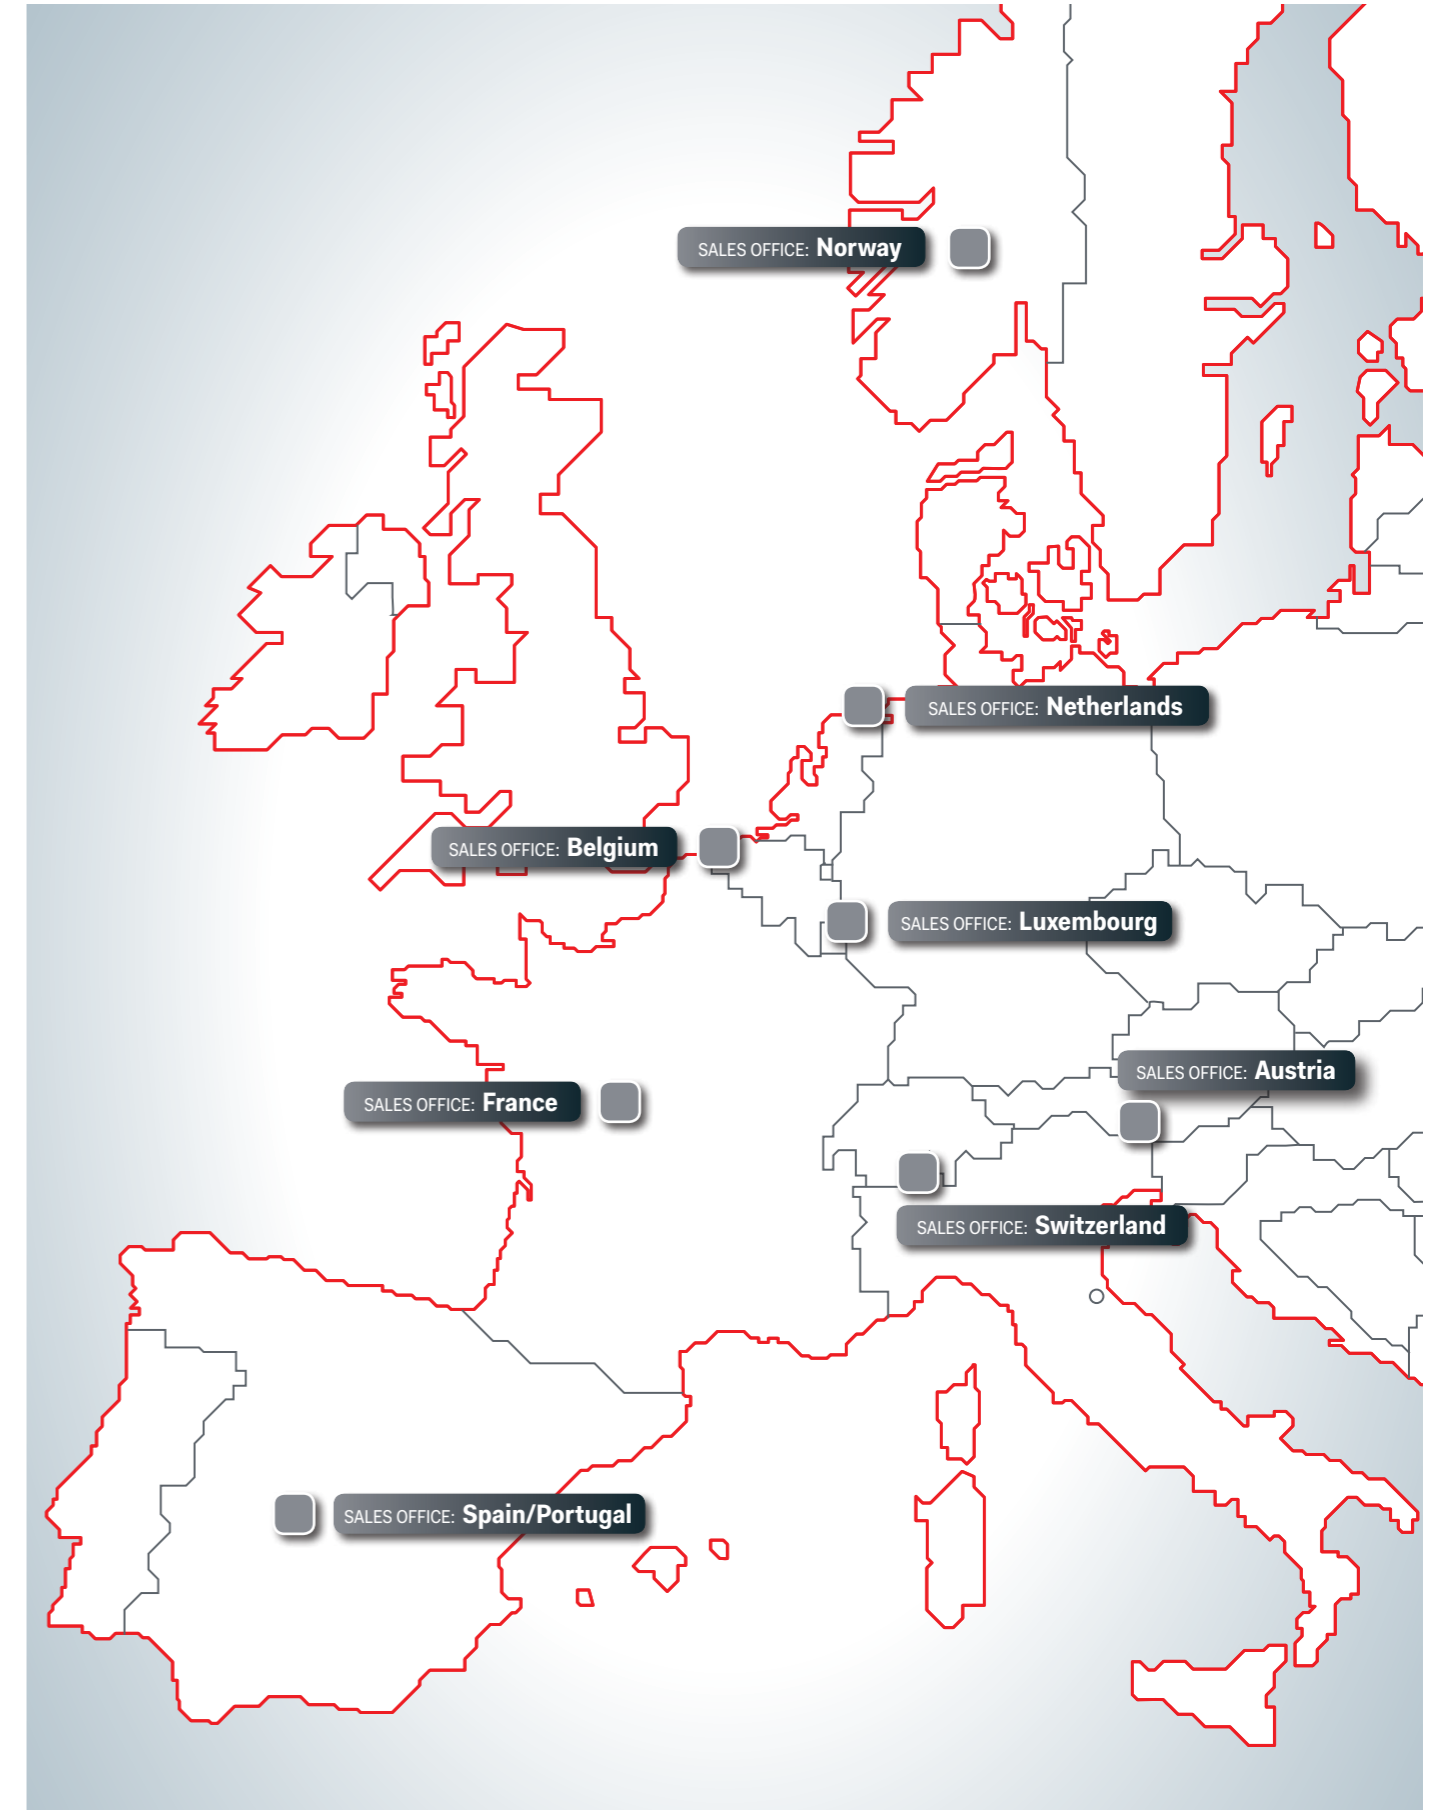 SALES OFFICE: Norway
SALES OFFICE: Netherlands
SALES OFFICE: Belgium
SALES OFFICE: Luxembourg
SALES OFFICE: Austria
SALES OFFICE: France
SALES OFFICE: Switzerland
SALES OFFICE: Spain/Portugal